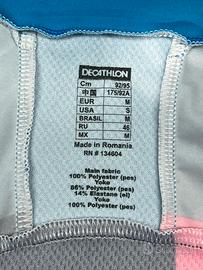 DECATHLON
Cm 92/95
中国 175/92A
EUR M
USA S
BRASIL M
RU 46
MX M
Made in Romania
RN # 134604
Main fabric
100% Polyester (pes)
Yoke
86% Polyester (pes)
14% Elastane (el)
Yoke
100% Polyester (pes)